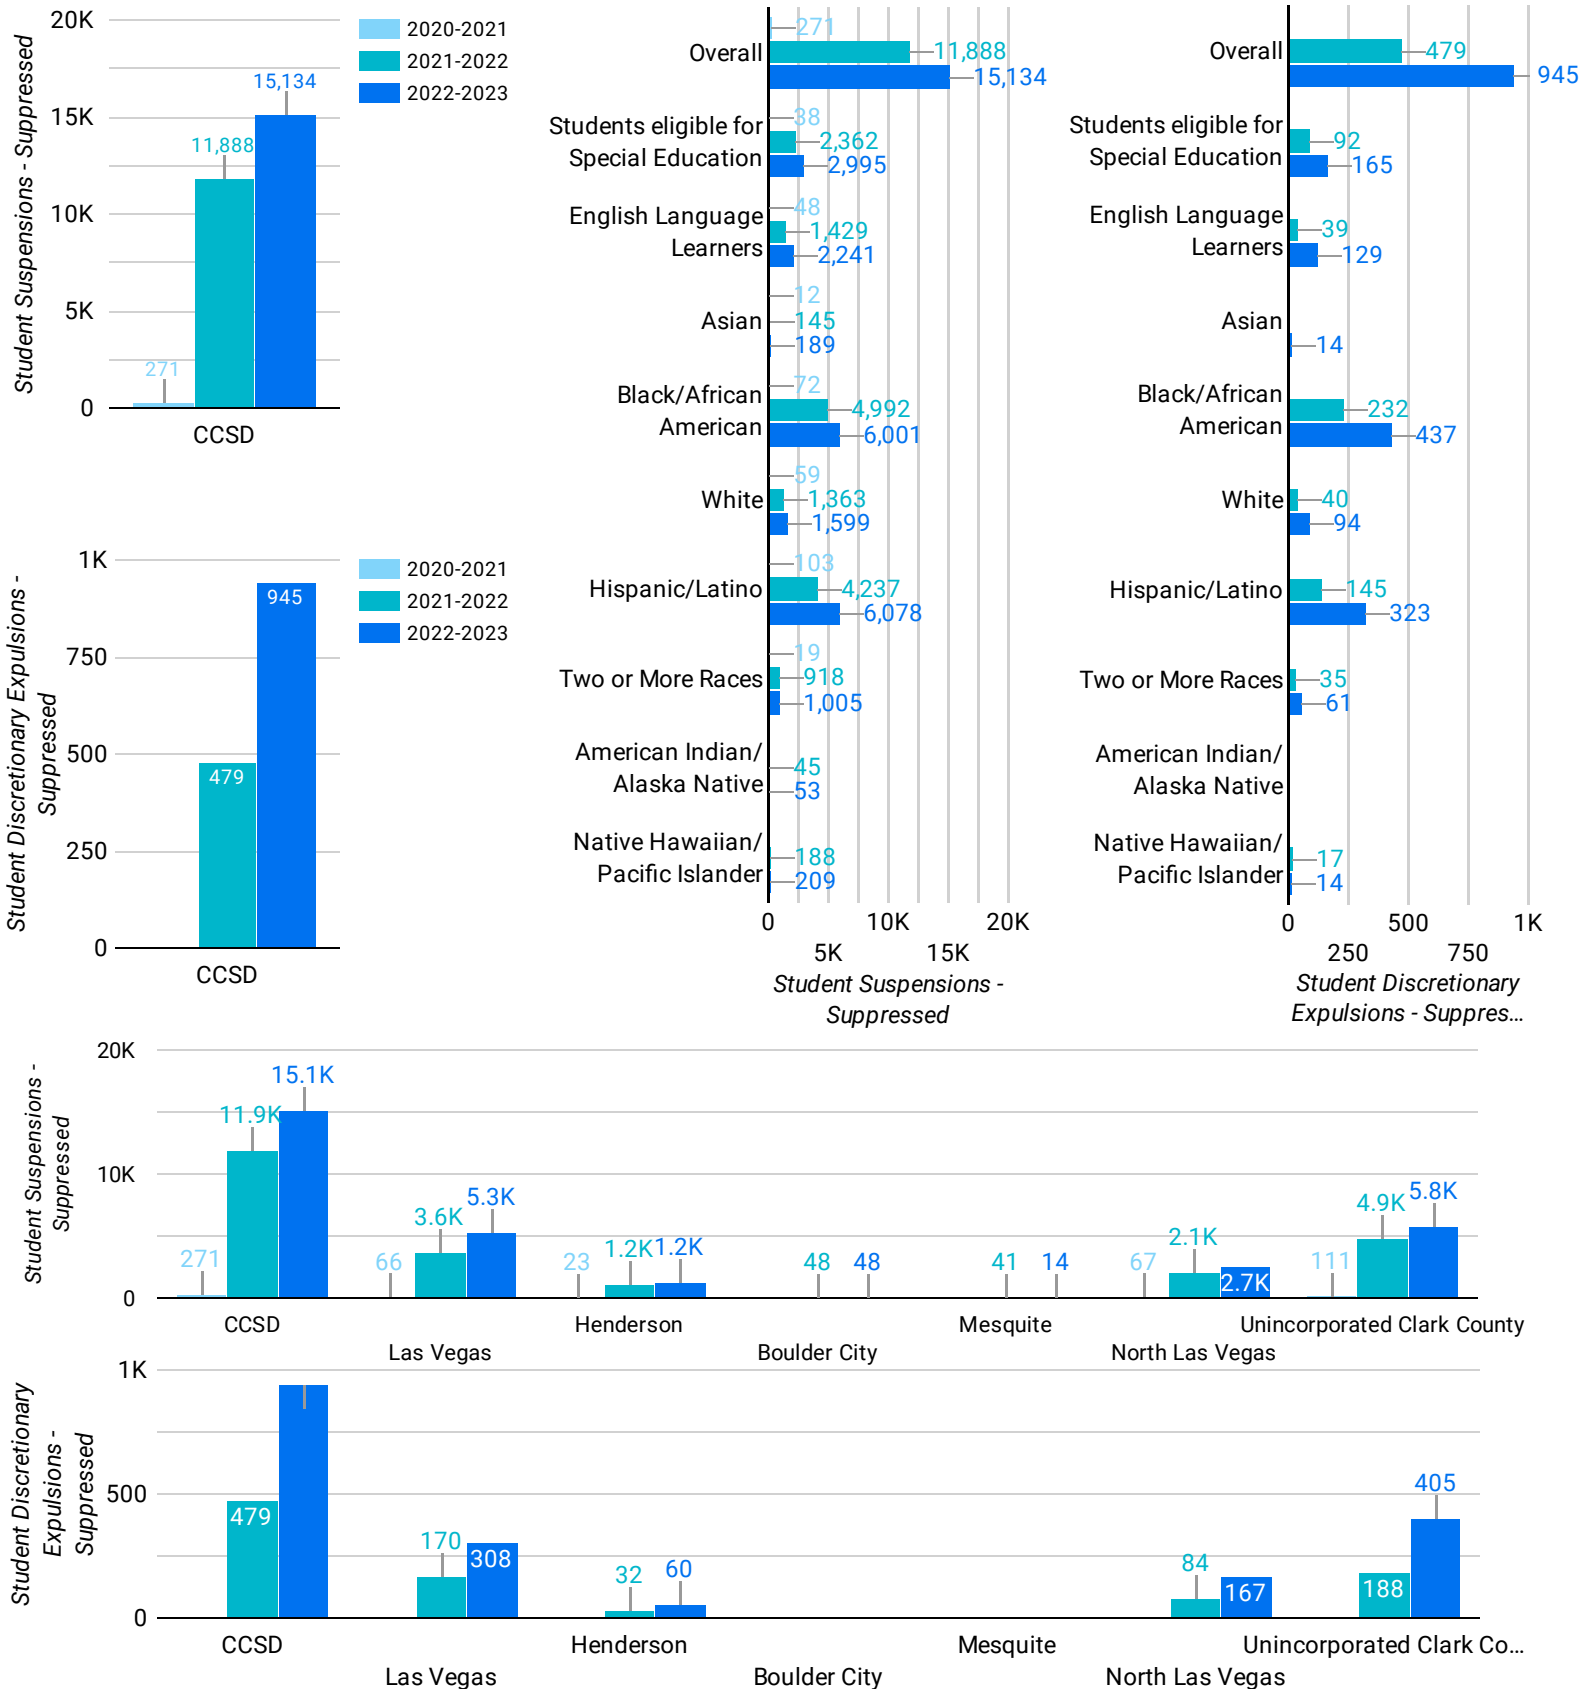 20K
15K
10K
5K
0
Student Suspensions - Suppressed
271
11,888
15,134
CCSD
2020-2021
2021-2022
2022-2023
1K
750
500
250
0
Student Discretionary Expulsions -
Suppressed
479
945
CCSD
2020-2021
2021-2022
2022-2023
Overall
271
11,888
15,134
Students eligible for
Special Education
38
2,362
2,995
English Language
Learners
48
1,429
2,241
Asian
12
145
189
Black/African
American
72
4,992
6,001
White
59
1,363
1,599
Hispanic/Latino
103
4,237
6,078
Two or More Races
19
918
1,005
American Indian/
Alaska Native
45
53
Native Hawaiian/
Pacific Islander
188
209
0
10K
20K
5K
15K
Student Suspensions -
Suppressed
Overall
479
945
Students eligible for
Special Education
92
165
English Language
Learners
39
129
Asian
14
Black/African
American
232
437
White
40
94
Hispanic/Latino
145
323
Two or More Races
35
61
American Indian/
Alaska Native
Native Hawaiian/
Pacific Islander
17
14
0
500
1K
250
750
Student Discretionary
Expulsions - Suppres...
20K
10K
0
Student Suspensions -
Suppressed
271
11.9K
15.1K
66
3.6K
5.3K
23
1.2K
1.2K
48
48
41
14
67
2.1K
2.7K
111
4.9K
5.8K
CCSD
Henderson
Mesquite
Unincorporated Clark County
Las Vegas
Boulder City
North Las Vegas
1K
500
0
Student Discretionary
Expulsions -
Suppressed
479
170
308
32
60
84
167
188
405
CCSD
Henderson
Mesquite
Unincorporated Clark Co...
Las Vegas
Boulder City
North Las Vegas